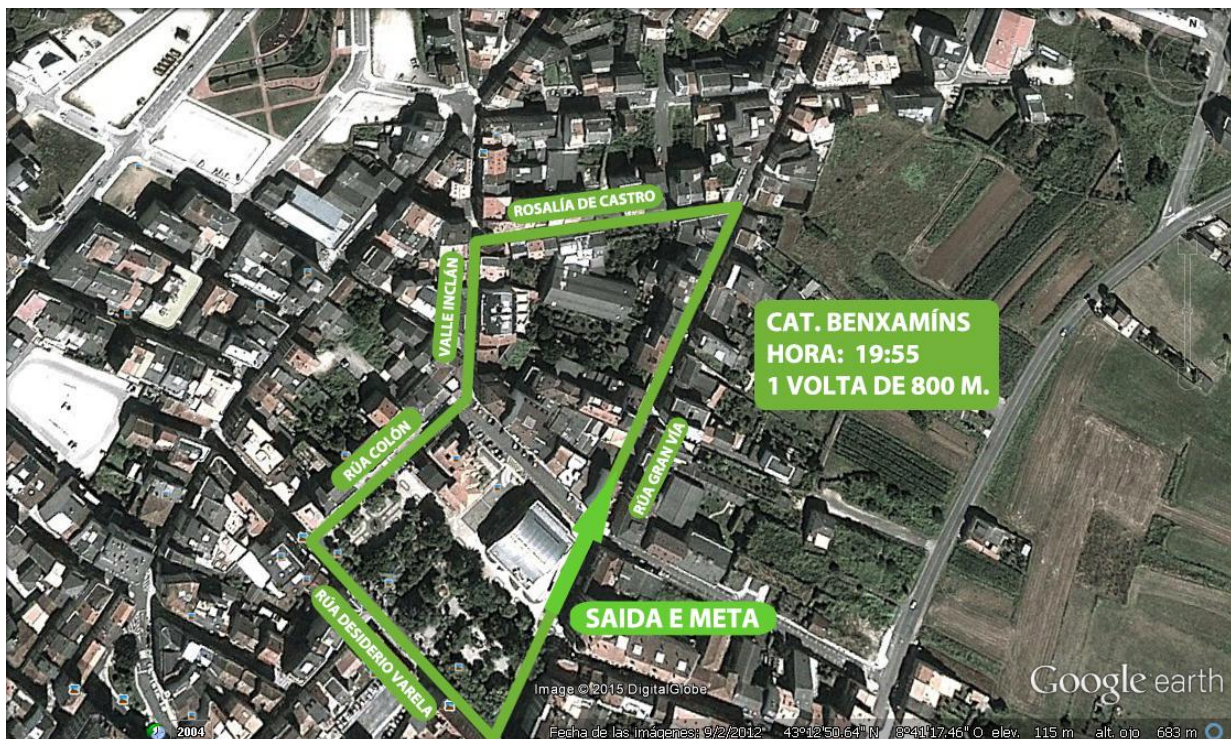 N
ROSALÍA DE CASTRO
VALLE INCLÁN
CAT. BENXAMÍNS
HORA: 19:55
1 VOLTA DE 800 M.
RÚA COLÓN
RÚA GRAN VÍA
RÚA DESIDERIO VARELA
SAIDA E META
Image © 2015 DigitalGlobe
Google earth
2004
Fecha de las imágenes: 9/2/2012 43°12'50.64" N 8°41'17.46" O elev. 115 m alt. ojo 683 m